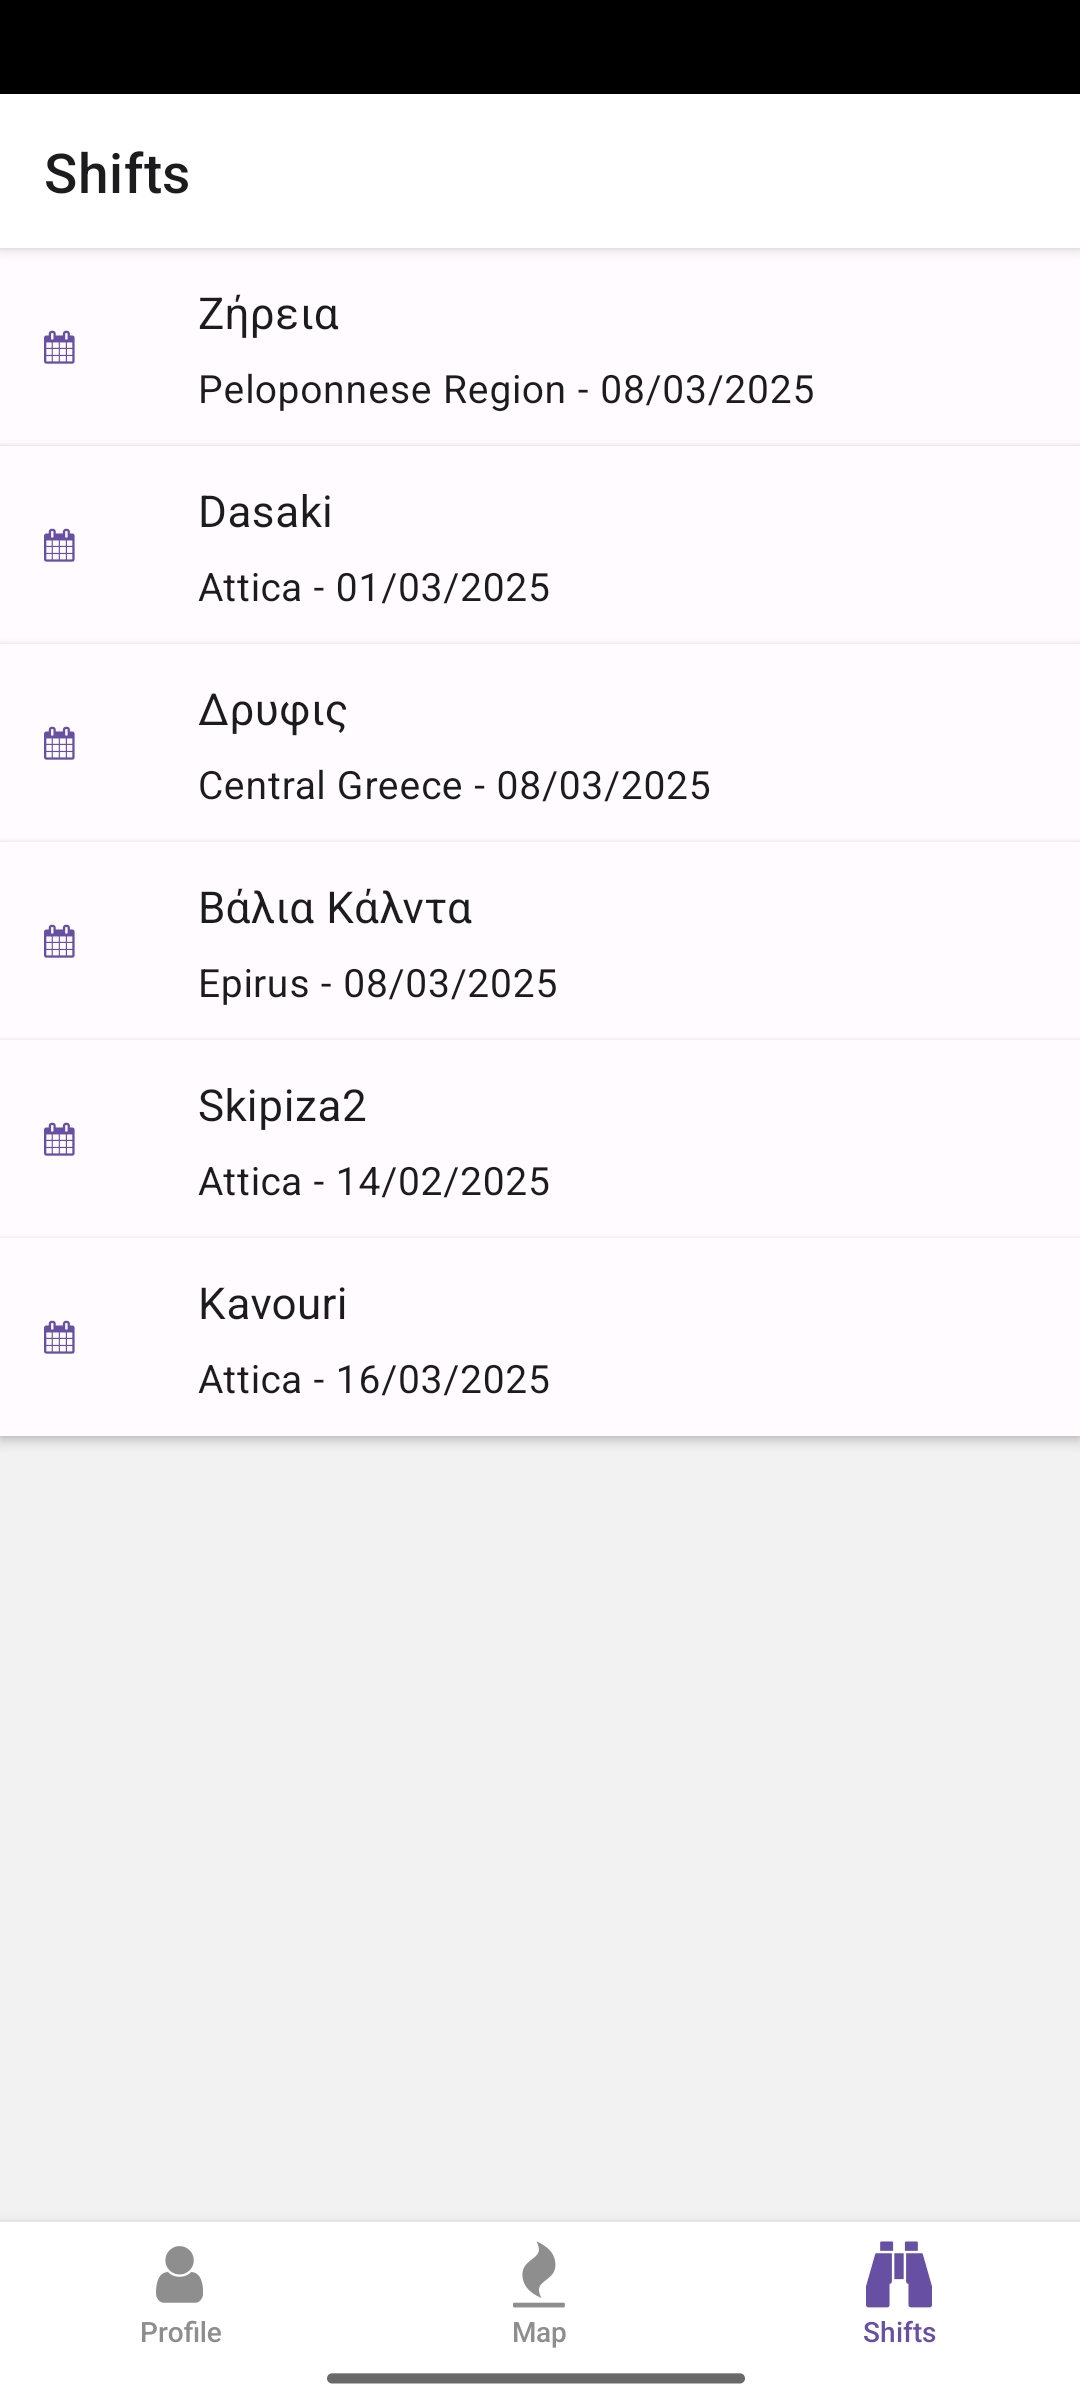 Shifts
Ζήρεια
Peloponnese Region - 08/03/2025
Dasaki
Attica - 01/03/2025
Δρυφις
Central Greece - 08/03/2025
Βάλια Κάλντα
Epirus - 08/03/2025
Skipiza2
Attica - 14/02/2025
Kavouri
Attica - 16/03/2025
Profile
Map
Shifts